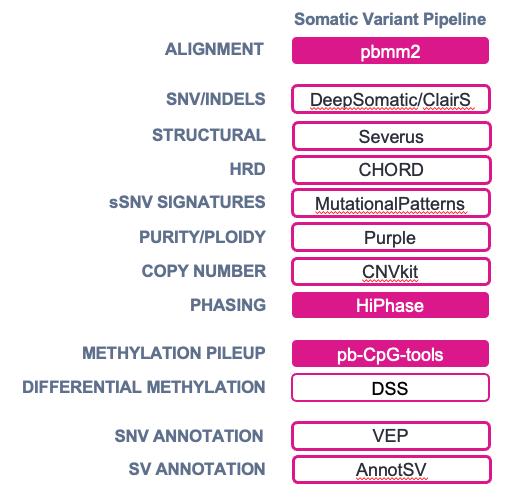 Somatic Variant Pipeline
ALIGNMENT pbmm2
SNV/INDELS DeepSomatic/ClairS
STRUCTURAL Severus
HRD CHORD
sSNV SIGNATURES MutationalPatterns
PURITY/PLOIDY Purple
COPY NUMBER CNVkit
PHASING HiPhase
METHYLATION PILEUP pb-CpG-tools
DIFFERENTIAL METHYLATION DSS
SNV ANNOTATION VEP
SV ANNOTATION AnnotSV